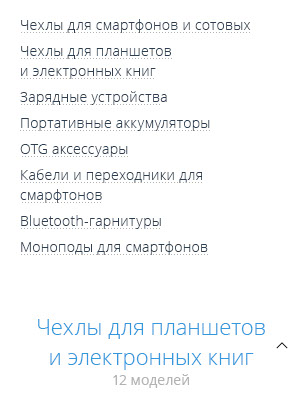 Чехлы для смартфонов и сотовых
Чехлы для планшетов
и электронных книг
Зарядные устройства
Портативные аккумуляторы
OTG аксессуары
Кабели и переходники для
смарфтонов
Bluetooth-гарнитуры
Моноподы для смартфонов
Чехлы для планшетов
и электронных книг
12 моделей